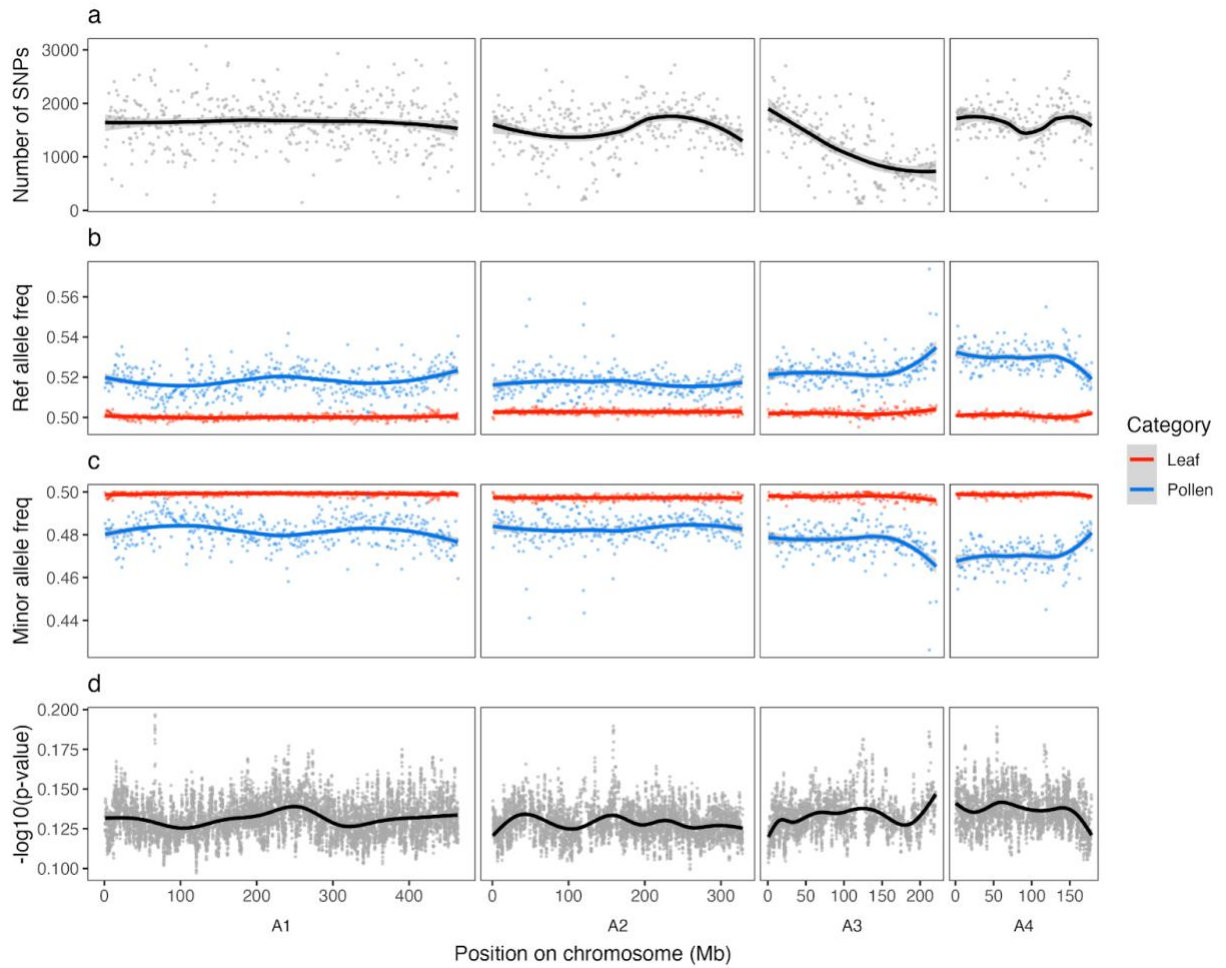 a
Number of SNPs
3000
2000
1000
0
b
Ref allele freq
0.56
0.54
0.52
0.50
Category
Leaf
Pollen
c
Minor allele freq
0.50
0.48
0.46
0.44
d
-log10(p-value)
0.200
0.175
0.150
0.125
0.100
0 100 200 300 400 0 100 200 300 0 50 100 150 200 0 50 100 150
A1 A2 A3 A4
Position on chromosome (Mb)